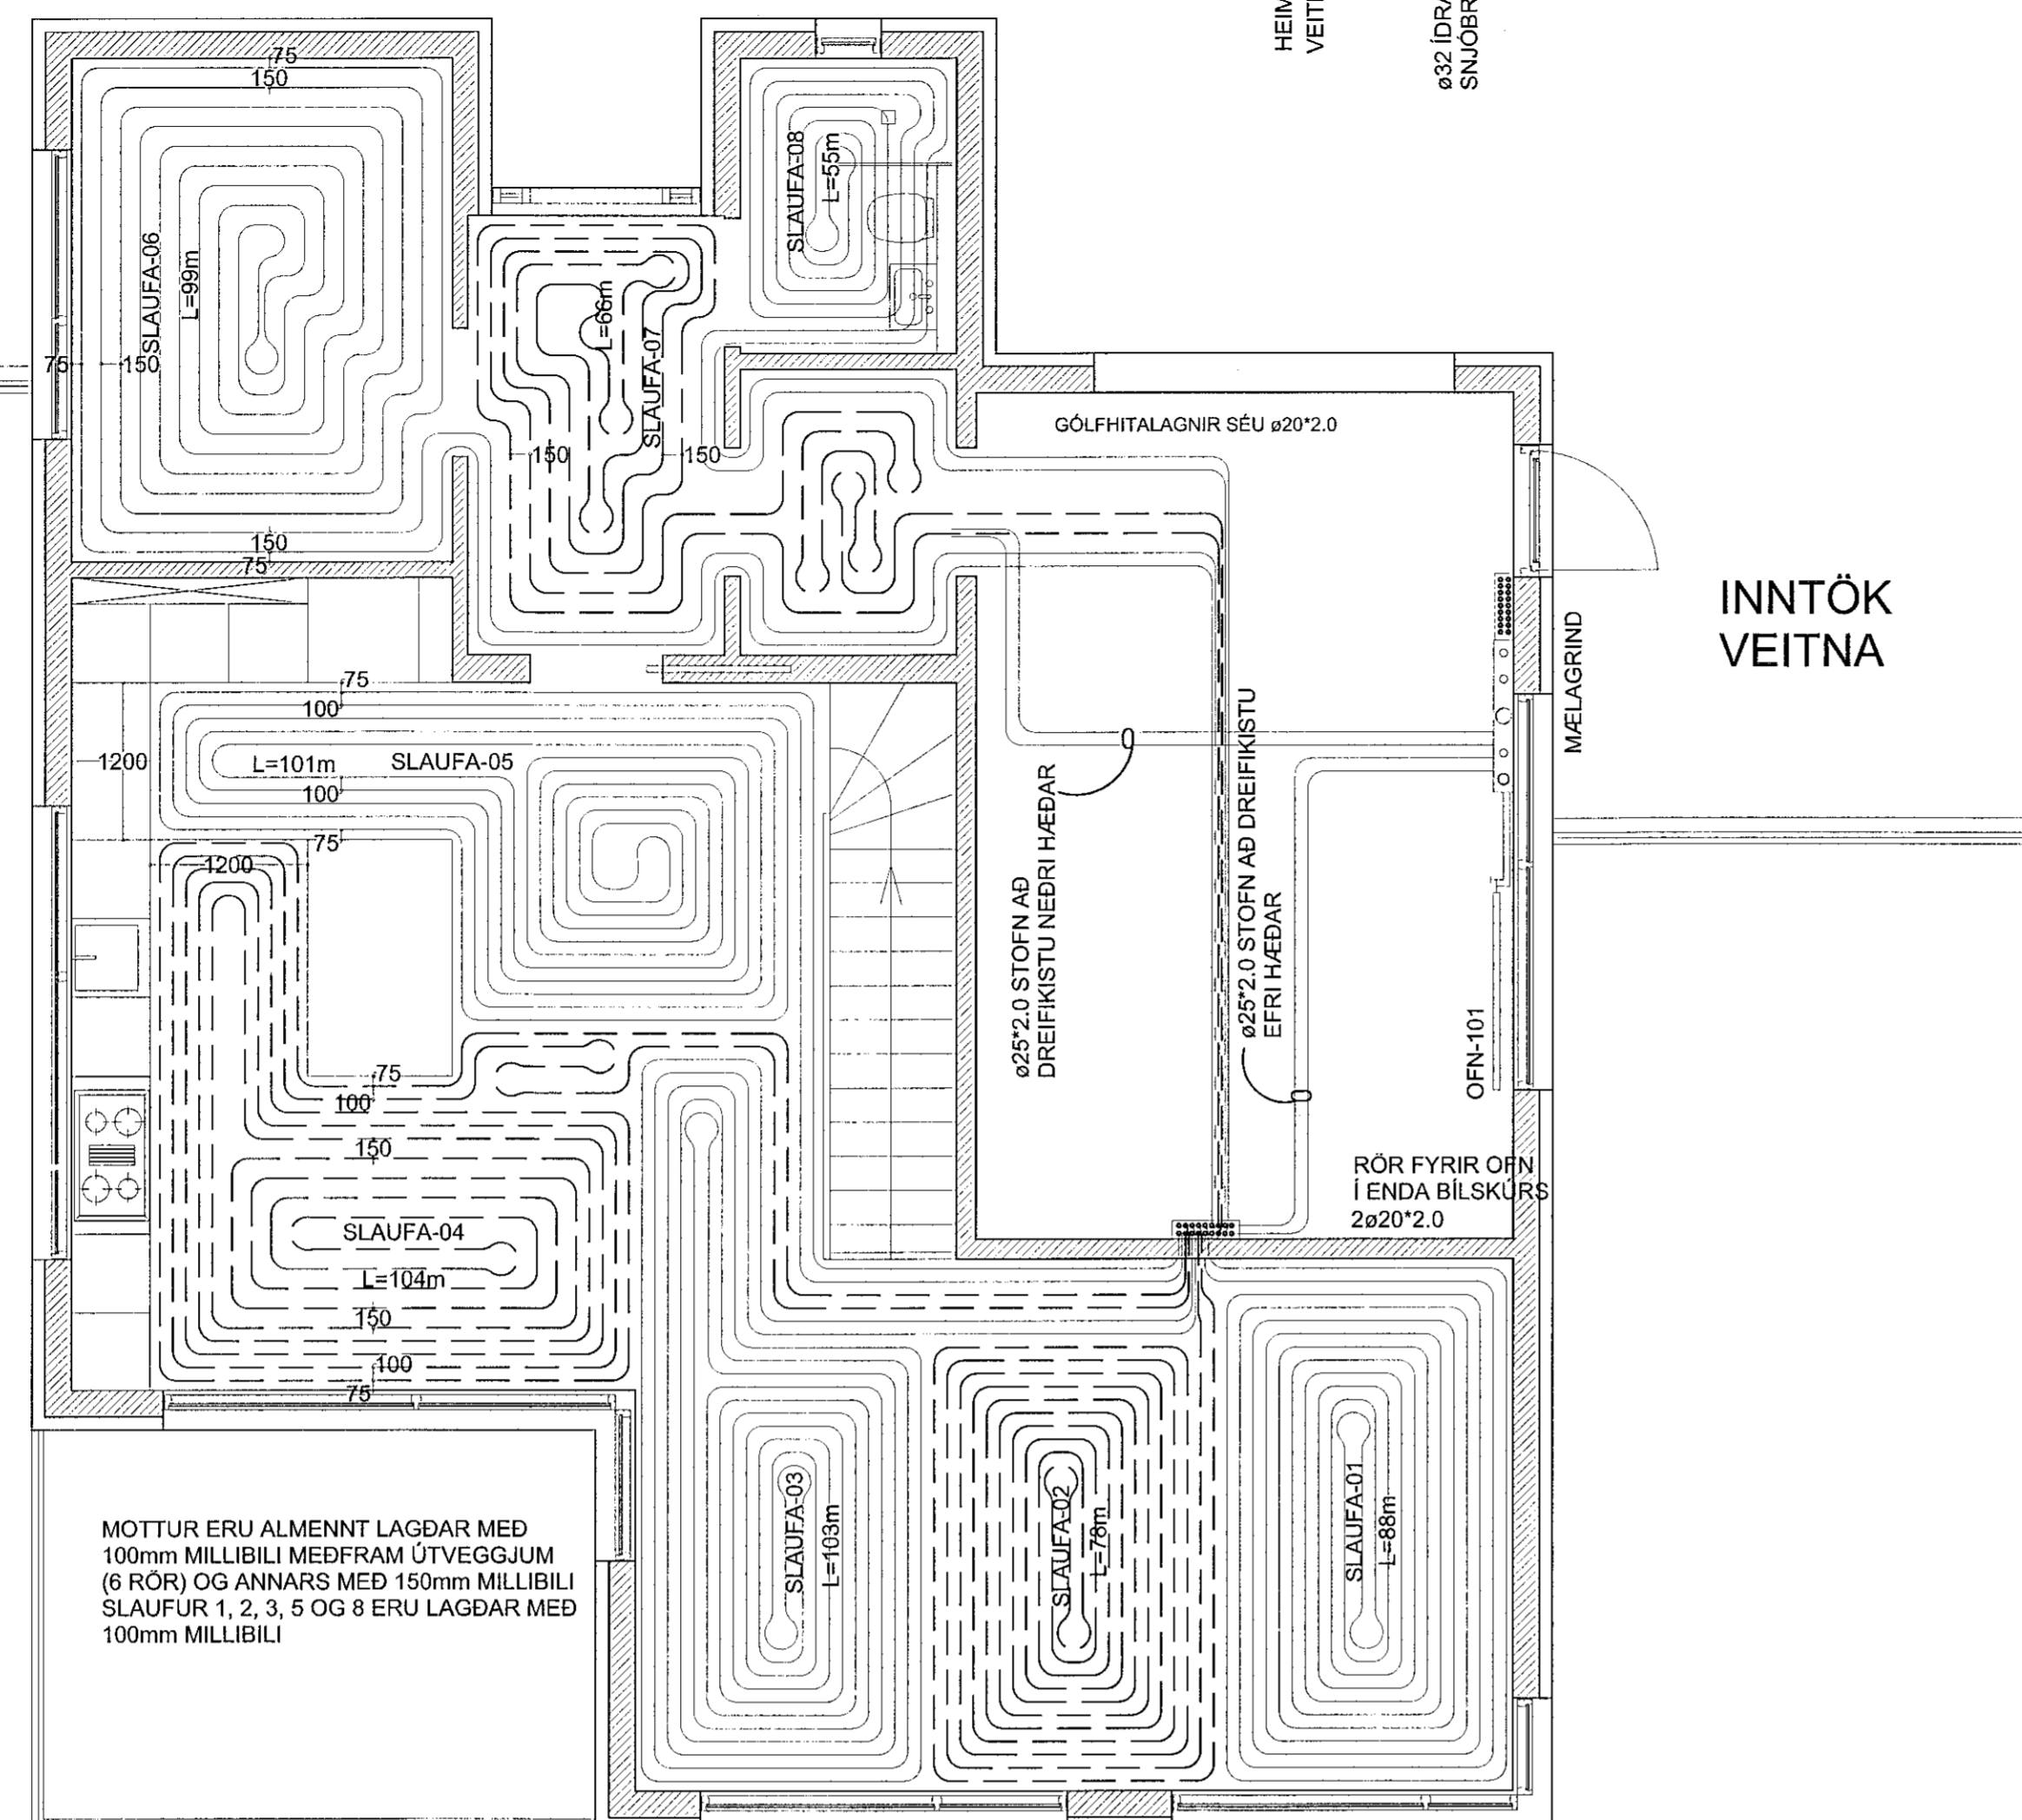 HEIM
VEIT
ø32 ÍDRA
SNJÓBR
75
150
SLAUFA-06
L=99m
75
150
150
75
SLAUFA-08
L=55m
L=66m
SLAUFA-07
150
150
GÓLFHITALAGNIR SÉU ø20*2.0
INNTÖK
VEITNA
MÆLAGRIND
75
100
1200
L=101m
SLAUFA-05
100
75
1200
ø25*2.0 STOFN AÐ
DREIFIKISTU NEÐRI HÆÐAR
ø25*2.0 STOFN AÐ DREIFIKISTU
EFRI HÆÐAR
OFN-101
RÖR FYRIR OFN
Í ENDA BÍLSKÚRS
2ø20*2.0
75
100
150
SLAUFA-04
L=104m
150
100
75
SLAUFA-03
L=103m
SLAUFA-02
L=78m
SLAUFA-01
L=88m
MOTTUR ERU ALMENNT LAGÐAR MEÐ
100mm MILLIBILI MEÐFRAM ÚTVEGGJUM
(6 RÖR) OG ANNARS MEÐ 150mm MILLIBILI
SLAUFUR 1, 2, 3, 5 OG 8 ERU LAGÐAR MEÐ
100mm MILLIBILI